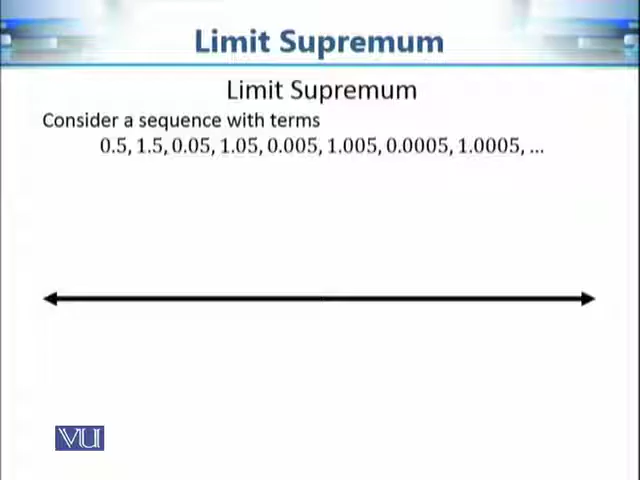 Limit Supremum
Limit Supremum
Consider a sequence with terms
0.5, 1.5, 0.05, 1.05, 0.005, 1.005, 0.0005, 1.0005, ...
VU